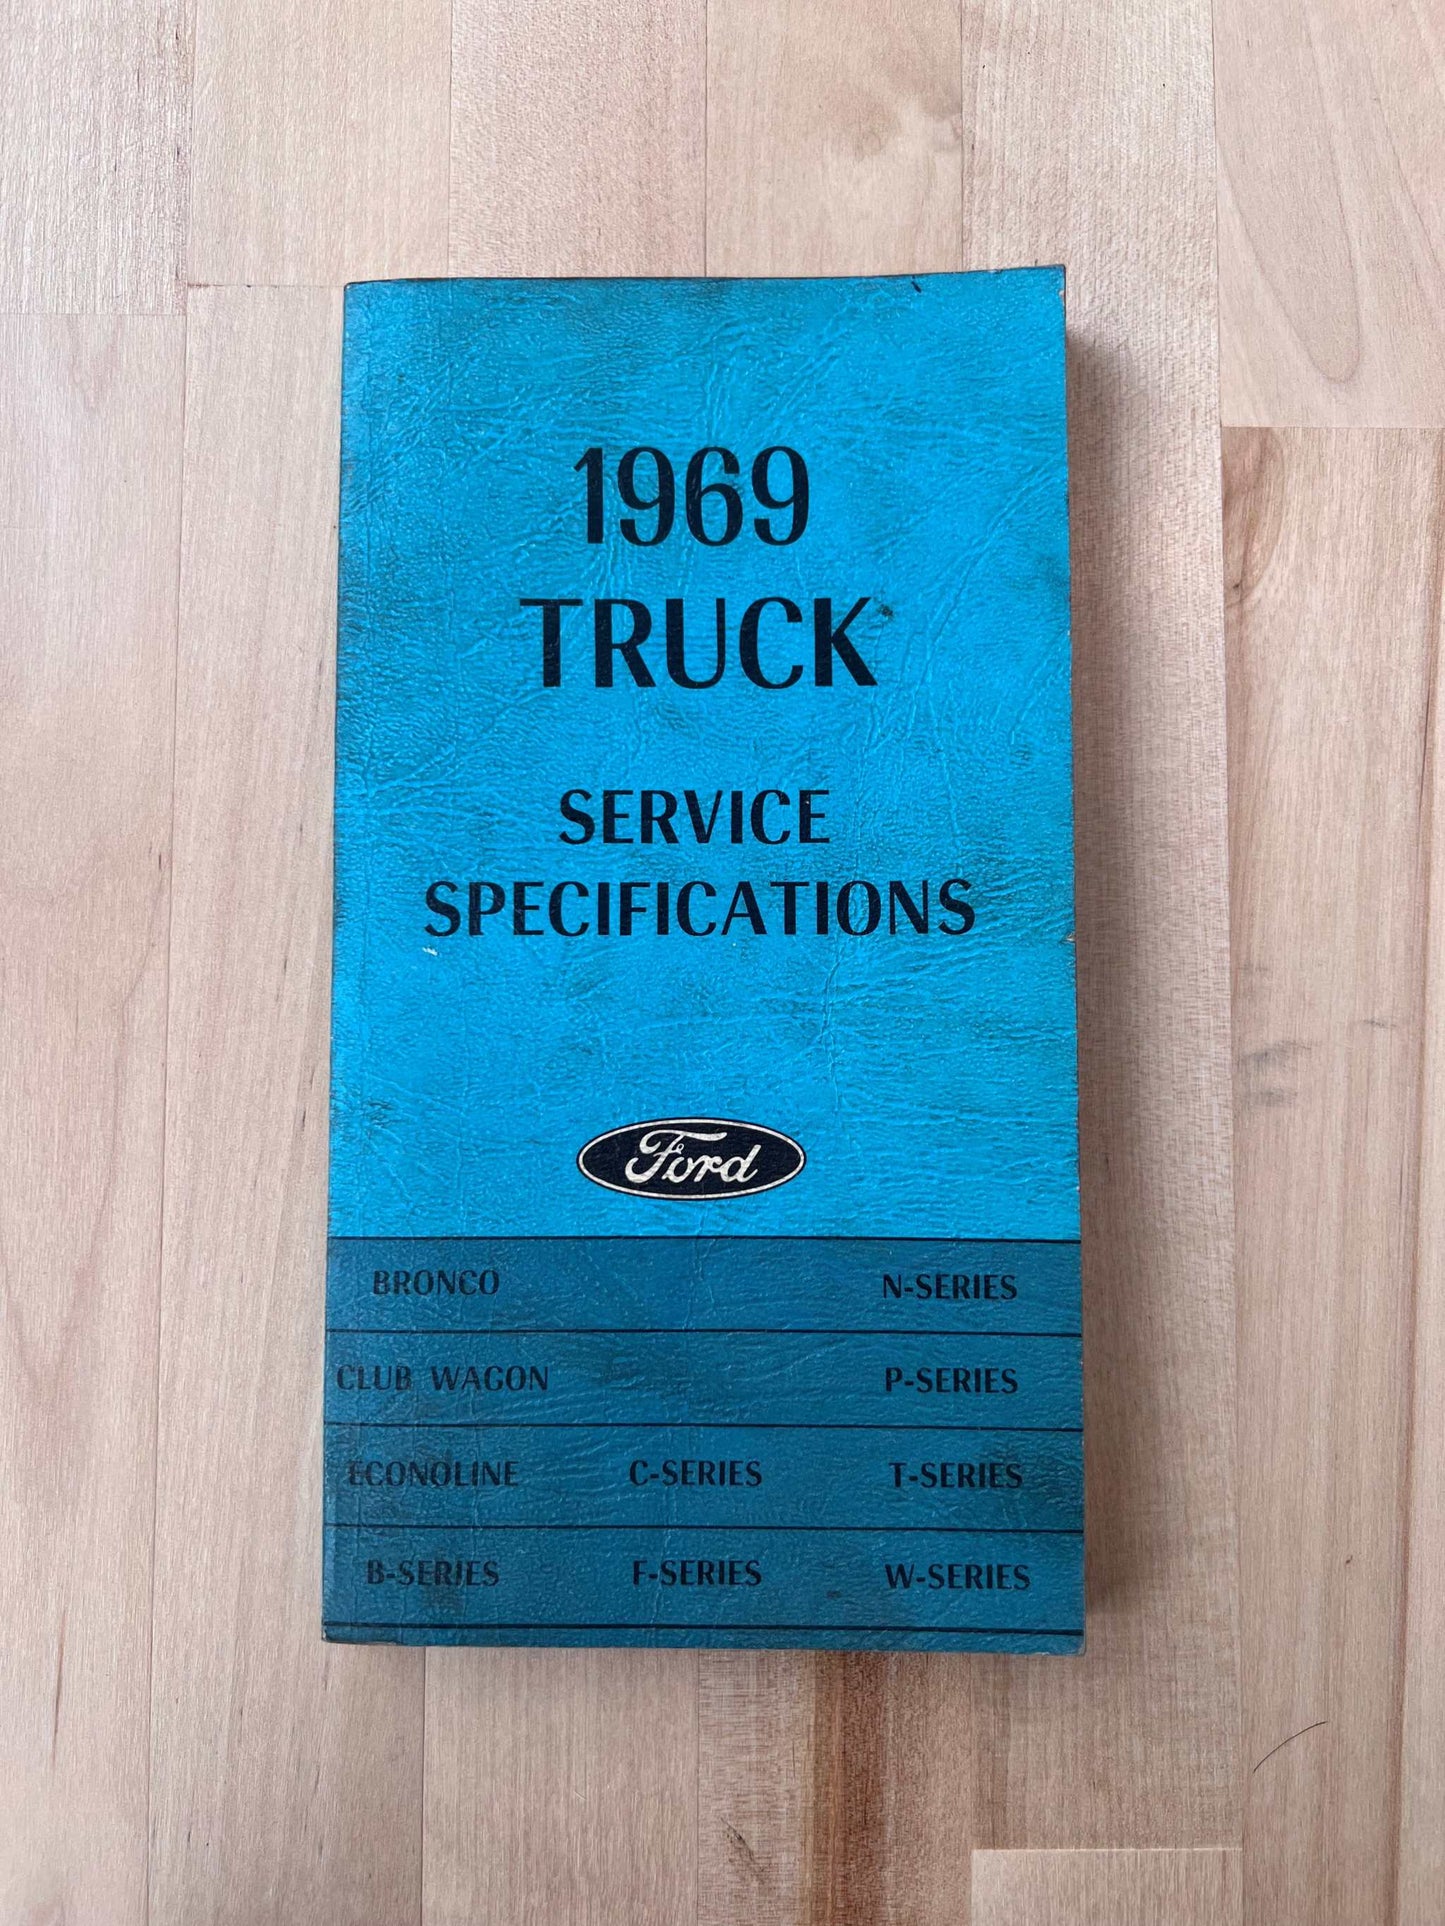 1969
TRUCK
SERVICE
SPECIFICATIONS
Ford
BRONCO N-SERIES
CLUB WAGON P-SERIES
ECONOLINE C-SERIES T-SERIES
B-SERIES F-SERIES W-SERIES